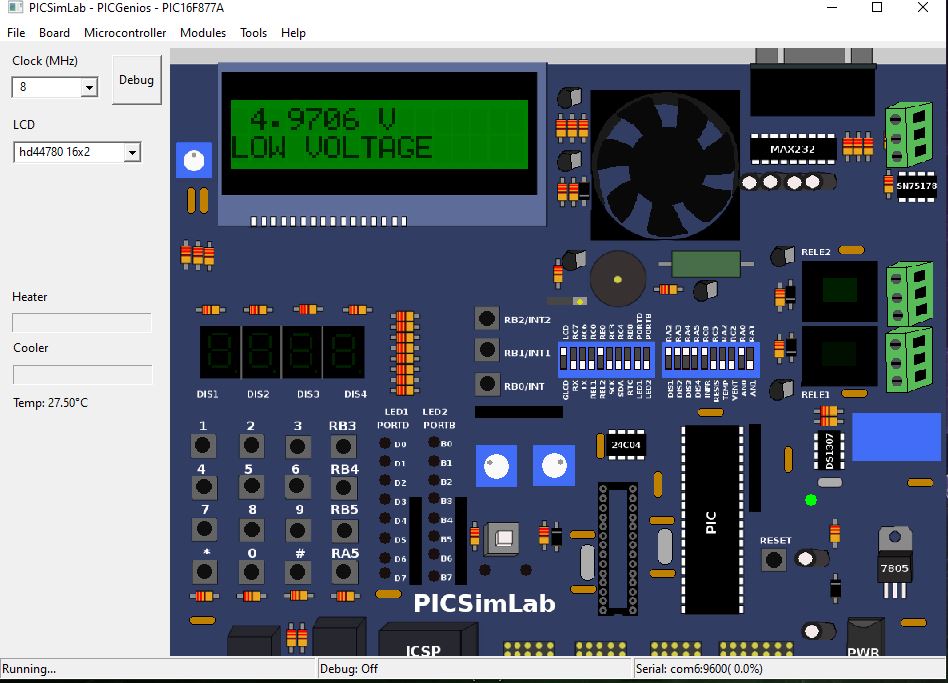 PICSimLab - PICGenios - PIC16F877A
File Board Microcontroller Modules Tools Help
Clock (MHz)
8
Debug
LCD
hd44780 16x2
Heater
Cooler
Temp: 27.50°C
4.9706 V
LOW VOLTAGE
MAX232
SN75178
RELE2
RELE1
RB2/INT2
RB1/INT1
RB0/INT
DIS1 DIS2 DIS3 DIS4
LED1 LED2
PORTD PORTB
1 2 3 RB3
4 5 6 RB4
7 8 9 RB5
* 0 # RA5
D0 B0
D1 B1
D2 B2
D3 B3
D4 B4
D5 B5
D6 B6
D7 B7
24C04
DS1307
PIC
RESET
7805
PICSimLab
ICSP
PWR
Running...
Debug: Off
Serial: com6:9600( 0.0%)